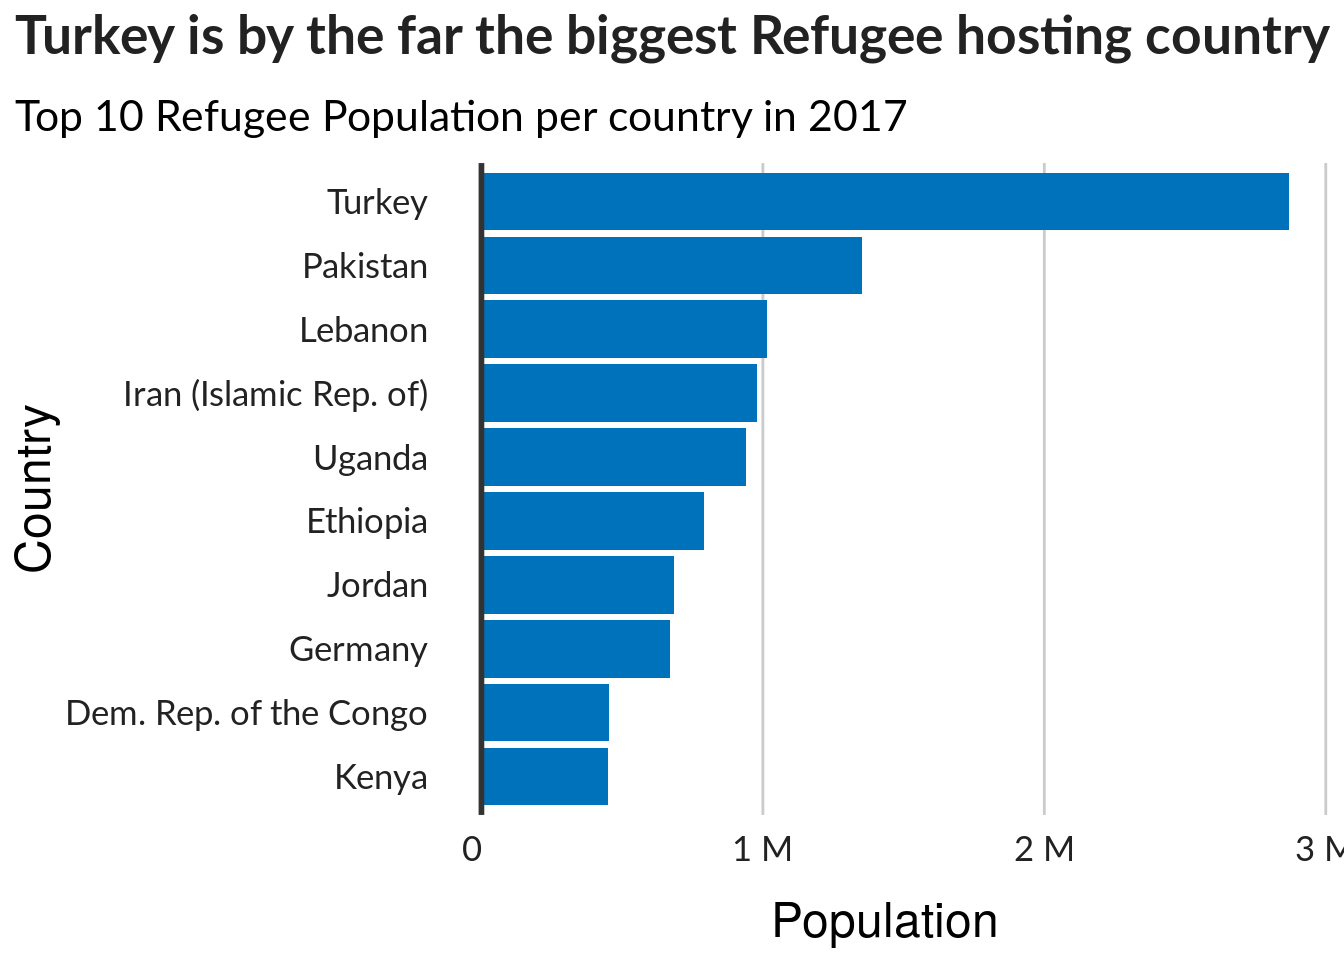 Turkey is by the far the biggest Refugee hosting country
Top 10 Refugee Population per country in 2017
Turkey
Pakistan
Lebanon
Iran (Islamic Rep. of)
Uganda
Ethiopia
Jordan
Germany
Dem. Rep. of the Congo
Kenya
Country
0 1 M 2 M 3 M
Population